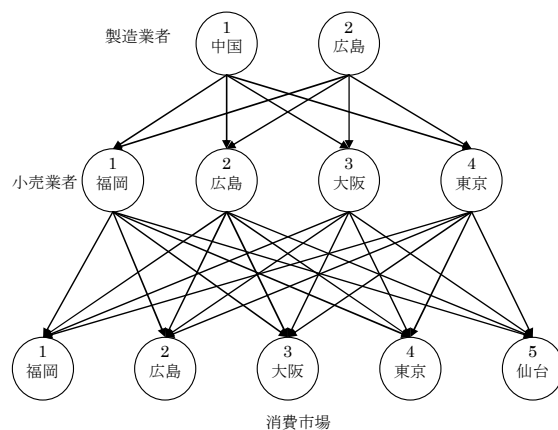 製造業者
1
中国
2
広島
小売業者
1
福岡
2
広島
3
大阪
4
東京
1
福岡
2
広島
3
大阪
4
東京
5
仙台
消費市場